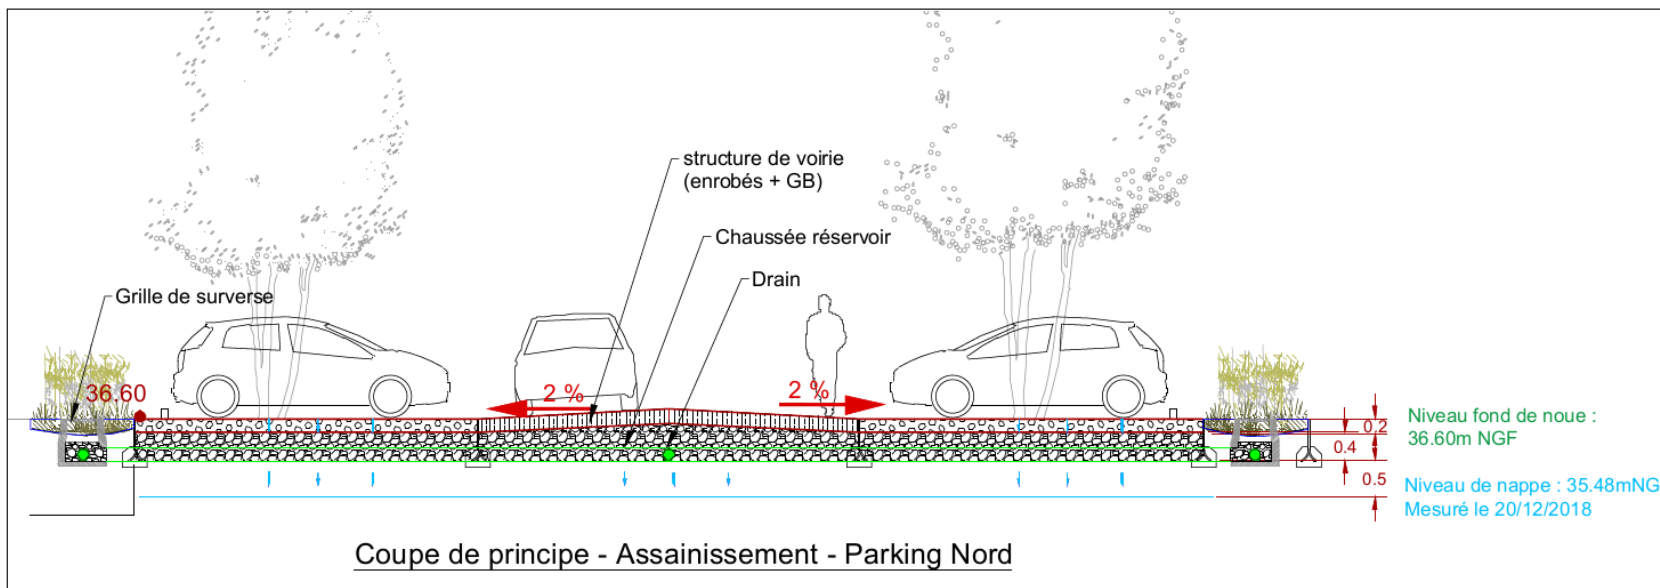 structure de voirie
(enrobés + GB)
Chaussée réservoir
Drain
Grille de surverse
36.60
2 %
2 %
0.2
0.4
0.5
Niveau fond de noue :
36.60m NGF
Niveau de nappe : 35.48mNG
Mesuré le 20/12/2018
Coupe de principe - Assainissement - Parking Nord